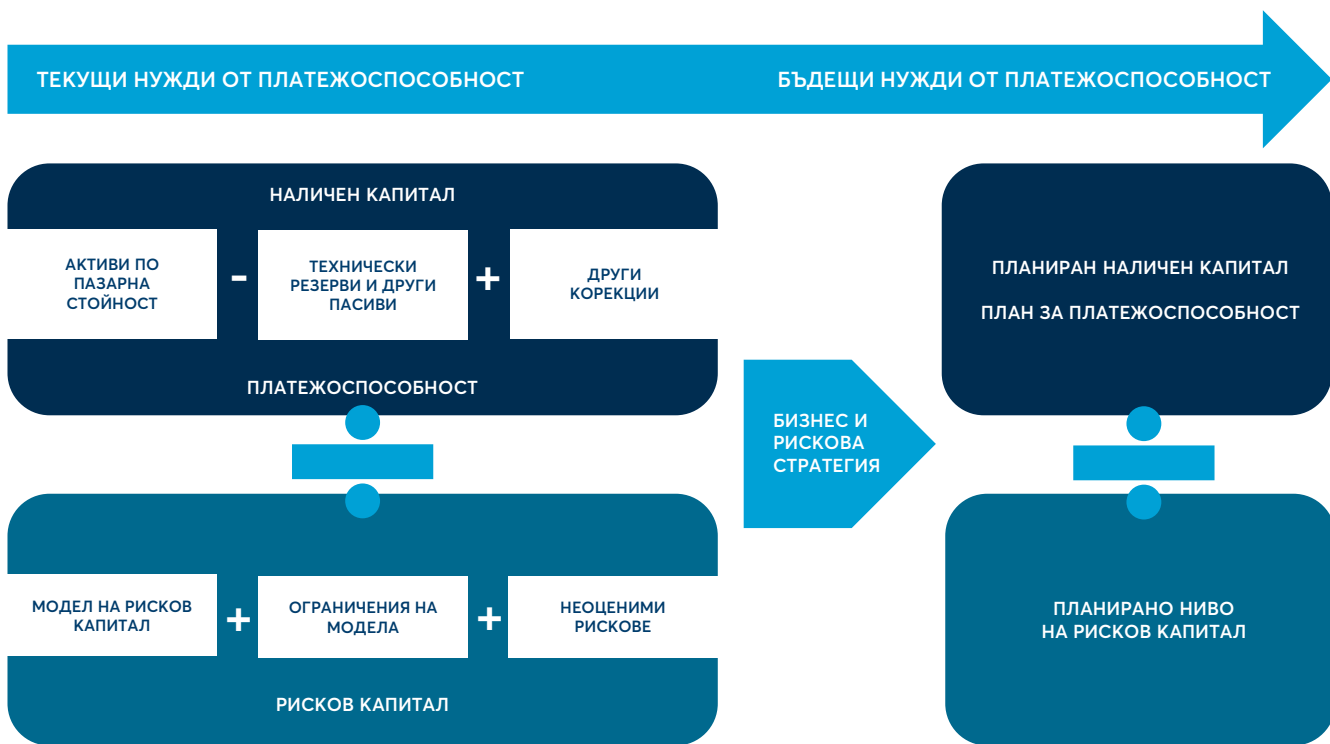 ТЕКУЩИ НУЖДИ ОТ ПЛАТЕЖОСПОСОБНОСТ
БЪДЕЩИ НУЖДИ ОТ ПЛАТЕЖОСПОСОБНОСТ
НАЛИЧЕН КАПИТАЛ
АКТИВИ ПО
ПАЗАРНА
СТОЙНОСТ
-
ТЕХНИЧЕСКИ
РЕЗЕРВИ И ДРУГИ
ПАСИВИ
+
ДРУГИ
КОРЕКЦИИ
ПЛАТЕЖОСПОСОБНОСТ
МОДЕЛ НА РИСКОВ
КАПИТАЛ
+
ОГРАНИЧЕНИЯ НА
МОДЕЛА
+
НЕОЦЕНИМИ
РИСКОВЕ
РИСКОВ КАПИТАЛ
БИЗНЕС И
РИСКОВА
СТРАТЕГИЯ
ПЛАНИРАН НАЛИЧЕН КАПИТАЛ
ПЛАН ЗА ПЛАТЕЖОСПОСОБНОСТ
ПЛАНИРАНО НИВО
НА РИСКОВ КАПИТАЛ